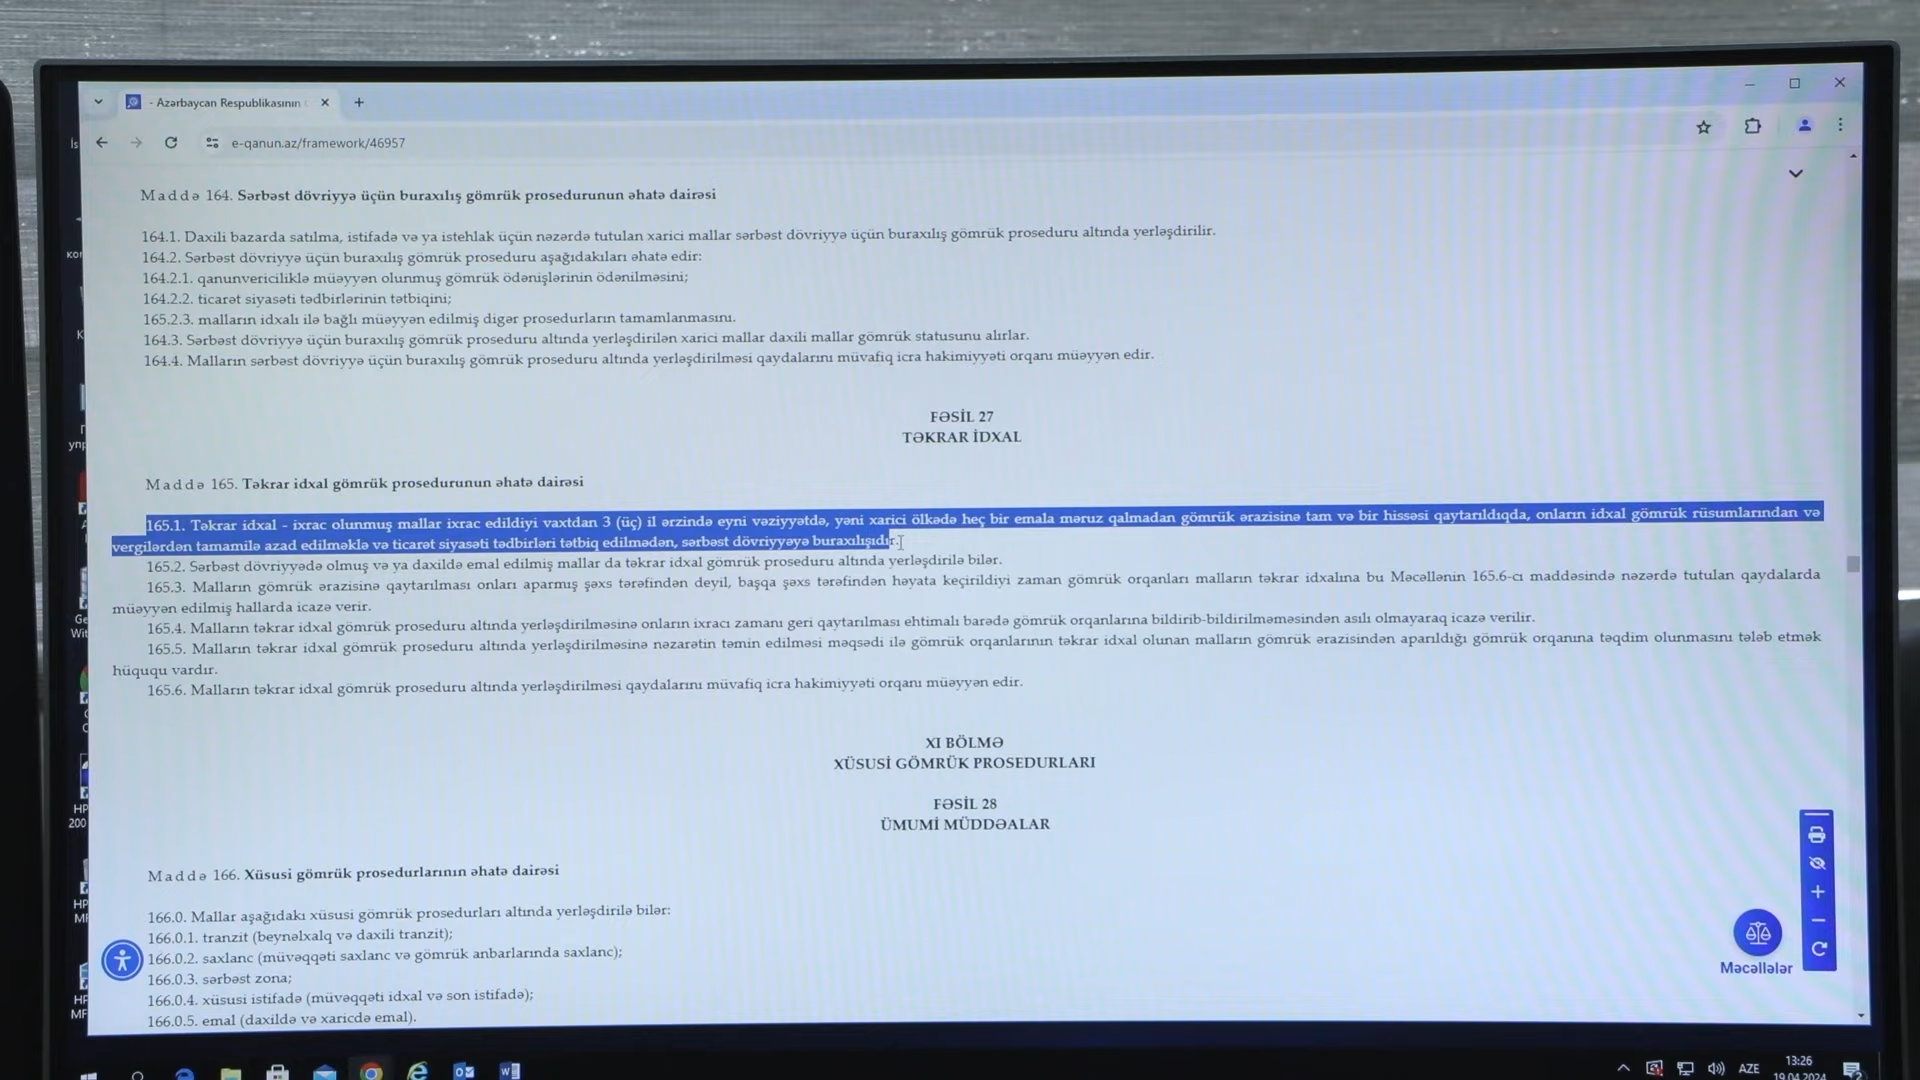 - Azərbaycan Respublikasının
e-qanun.az/framework/46957
Maddə 164. Sərbəst dövriyyə üçün buraxılış gömrük prosedurunun əhatə dairəsi
164.1. Daxili bazarda satılma, istifadə və ya istehlak üçün nəzərdə tutulan xarici mallar sərbəst dövriyyə üçün buraxılış gömrük proseduru altında yerləşdirilir.
164.2. Sərbəst dövriyyə üçün buraxılış gömrük proseduru aşağıdakıları əhatə edir:
164.2.1. qanunvericiliklə müəyyən olunmuş gömrük ödənişlərinin ödənilməsini;
164.2.2. ticarət siyasəti tədbirlərinin tətbiqini;
165.2.3. malların idxalı ilə bağlı müəyyən edilmiş digər prosedurların tamamlanmasını.
164.3. Sərbəst dövriyyə üçün buraxılış gömrük proseduru altında yerləşdirilən xarici mallar daxili mallar gömrük statusunu alırlar.
164.4. Malların sərbəst dövriyyə üçün buraxılış gömrük proseduru altında yerləşdirilməsi qaydalarını müvafiq icra hakimiyyəti orqanı müəyyən edir.
FƏSİL 27
TƏKRAR İDXAL
Maddə 165. Təkrar idxal gömrük prosedurunun əhatə dairəsi
165.1. Təkrar idxal - ixrac olunmuş mallar ixrac edildiyi vaxtdan 3 (üç) il ərzində eyni vəziyyətdə, yəni xarici ölkədə heç bir emala məruz qalmadan gömrük ərazisinə tam və bir hissəsi qaytarıldıqda, onların idxal gömrük rüsumlarından və
vergilərdən tamamilə azad edilməklə və ticarət siyasəti tədbirləri tətbiq edilmədən, sərbəst dövriyyəyə buraxılışıdır.
165.2. Sərbəst dövriyyədə olmuş və ya daxildə emal edilmiş mallar da təkrar idxal gömrük proseduru altında yerləşdirilə bilər.
165.3. Malların gömrük ərazisinə qaytarılması onları aparmış şəxs tərəfindən deyil, başqa şəxs tərəfindən həyata keçirildiyi zaman gömrük orqanları malların təkrar idxalına bu Məcəllənin 165.6-cı maddəsində nəzərdə tutulan qaydalarda
müəyyən edilmiş hallarda icazə verir.
165.4. Malların təkrar idxal gömrük proseduru altında yerləşdirilməsinə onların ixracı zamanı geri qaytarılması ehtimalı barədə gömrük orqanlarına bildirib-bildirilməməsindən asılı olmayaraq icazə verilir.
165.5. Malların təkrar idxal gömrük proseduru altında yerləşdirilməsinə nəzarətin təmin edilməsi məqsədi ilə gömrük orqanlarının təkrar idxal olunan malların gömrük ərazisindən aparıldığı gömrük orqanına təqdim olunmasını tələb etmək
hüququ vardır.
165.6. Malların təkrar idxal gömrük proseduru altında yerləşdirilməsi qaydalarını müvafiq icra hakimiyyəti orqanı müəyyən edir.
XI BÖLMƏ
XÜSUSİ GÖMRÜK PROSEDURLARI
FƏSİL 28
ÜMUMİ MÜDDƏALAR
Maddə 166. Xüsusi gömrük prosedurlarının əhatə dairəsi
166.0. Mallar aşağıdakı xüsusi gömrük prosedurları altında yerləşdirilə bilər:
166.0.1. tranzit (beynəlxalq və daxili tranzit);
166.0.2. saxlanc (müvəqqəti saxlanc və gömrük anbarlarında saxlanc);
166.0.3. sərbəst zona;
166.0.4. xüsusi istifadə (müvəqqəti idxal və son istifadə);
166.0.5. emal (daxildə və xaricdə emal).
Məcəllələr
HP
200
HP
HP
AZE
13:26
19.04.2024